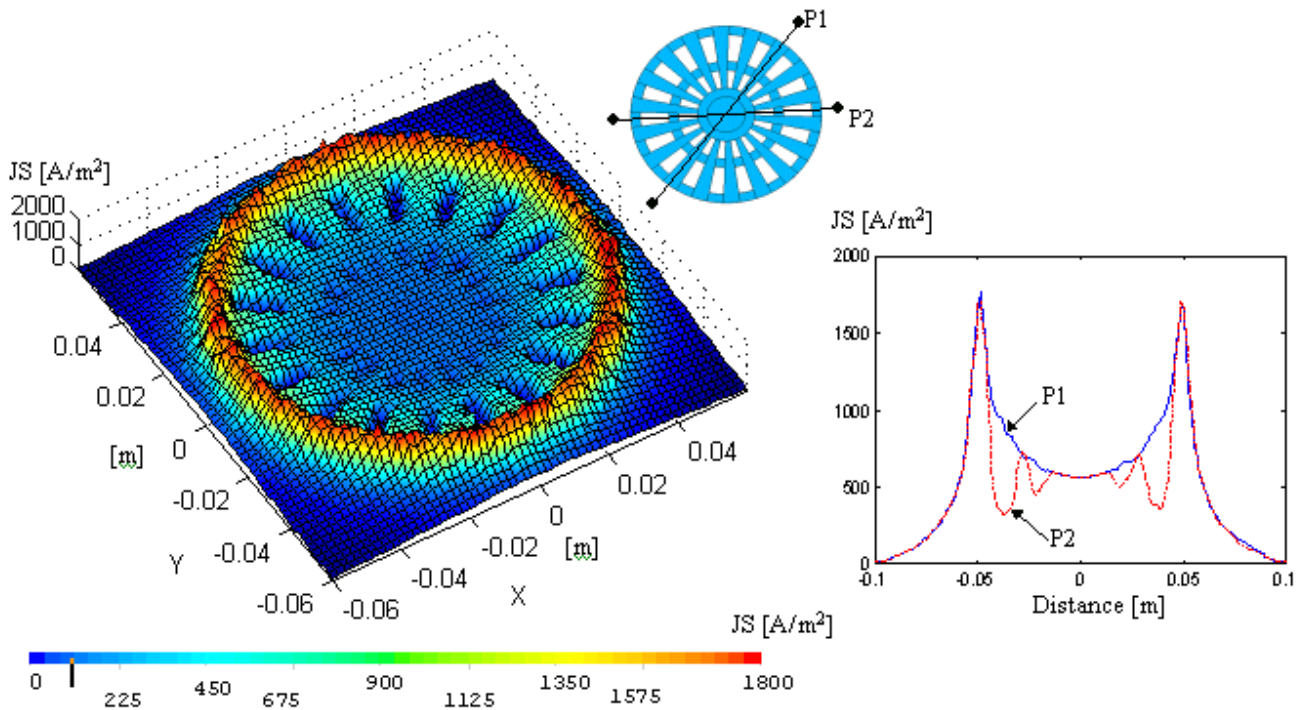 P1
P2
JS [A/m²]
2000
1000
0
0.04
0.02
0
-0.02
-0.04
-0.06
[m]
Y
-0.06
-0.04
-0.02
0
0.02
0.04
[m]
X
JS [A/m²]
2000
1500
1000
500
0
P1
P2
-0.1
-0.05
0
0.05
0.1
Distance [m]
JS [A/m²]
0
225
450
675
900
1125
1350
1575
1800